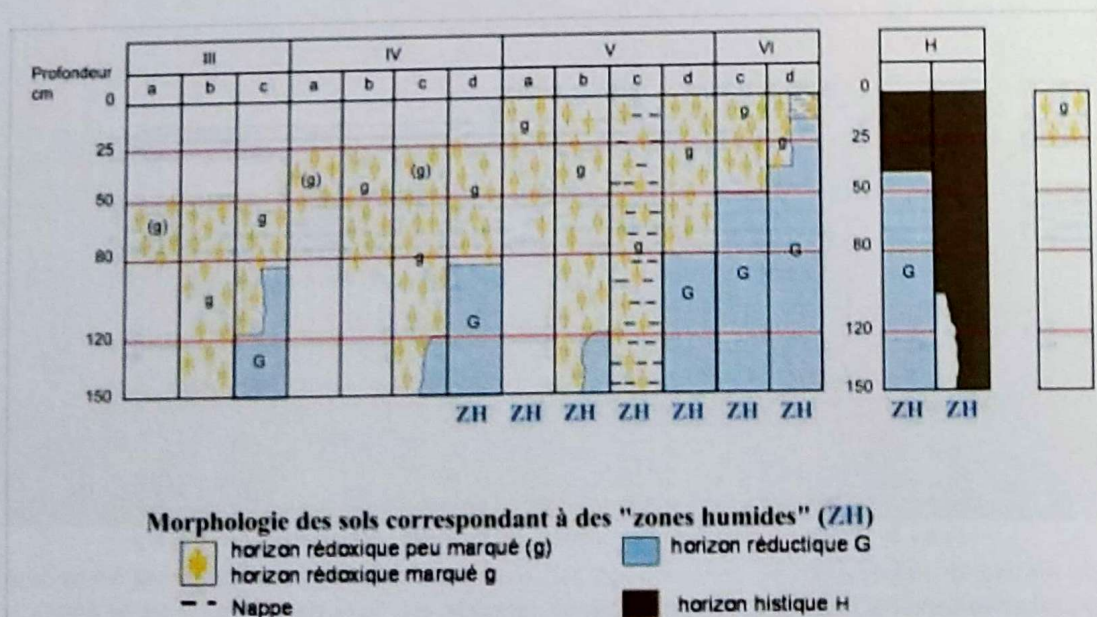 III IV V VI H
Profondeur
cm
a b c a b c d a b c d c d
0 0
g g g g
25 25
(g) g (g) g g g g
50 50
(g) g g
80 g G 80
g G G G
120 G G 120
150 150
ZH ZH ZH ZH ZH ZH ZH ZH ZH
Morphologie des sols correspondant à des "zones humides" (ZH)
horizon rédoxique peu marqué (g) horizon réductique G
horizon rédoxique marqué g
Nappe horizon histique H